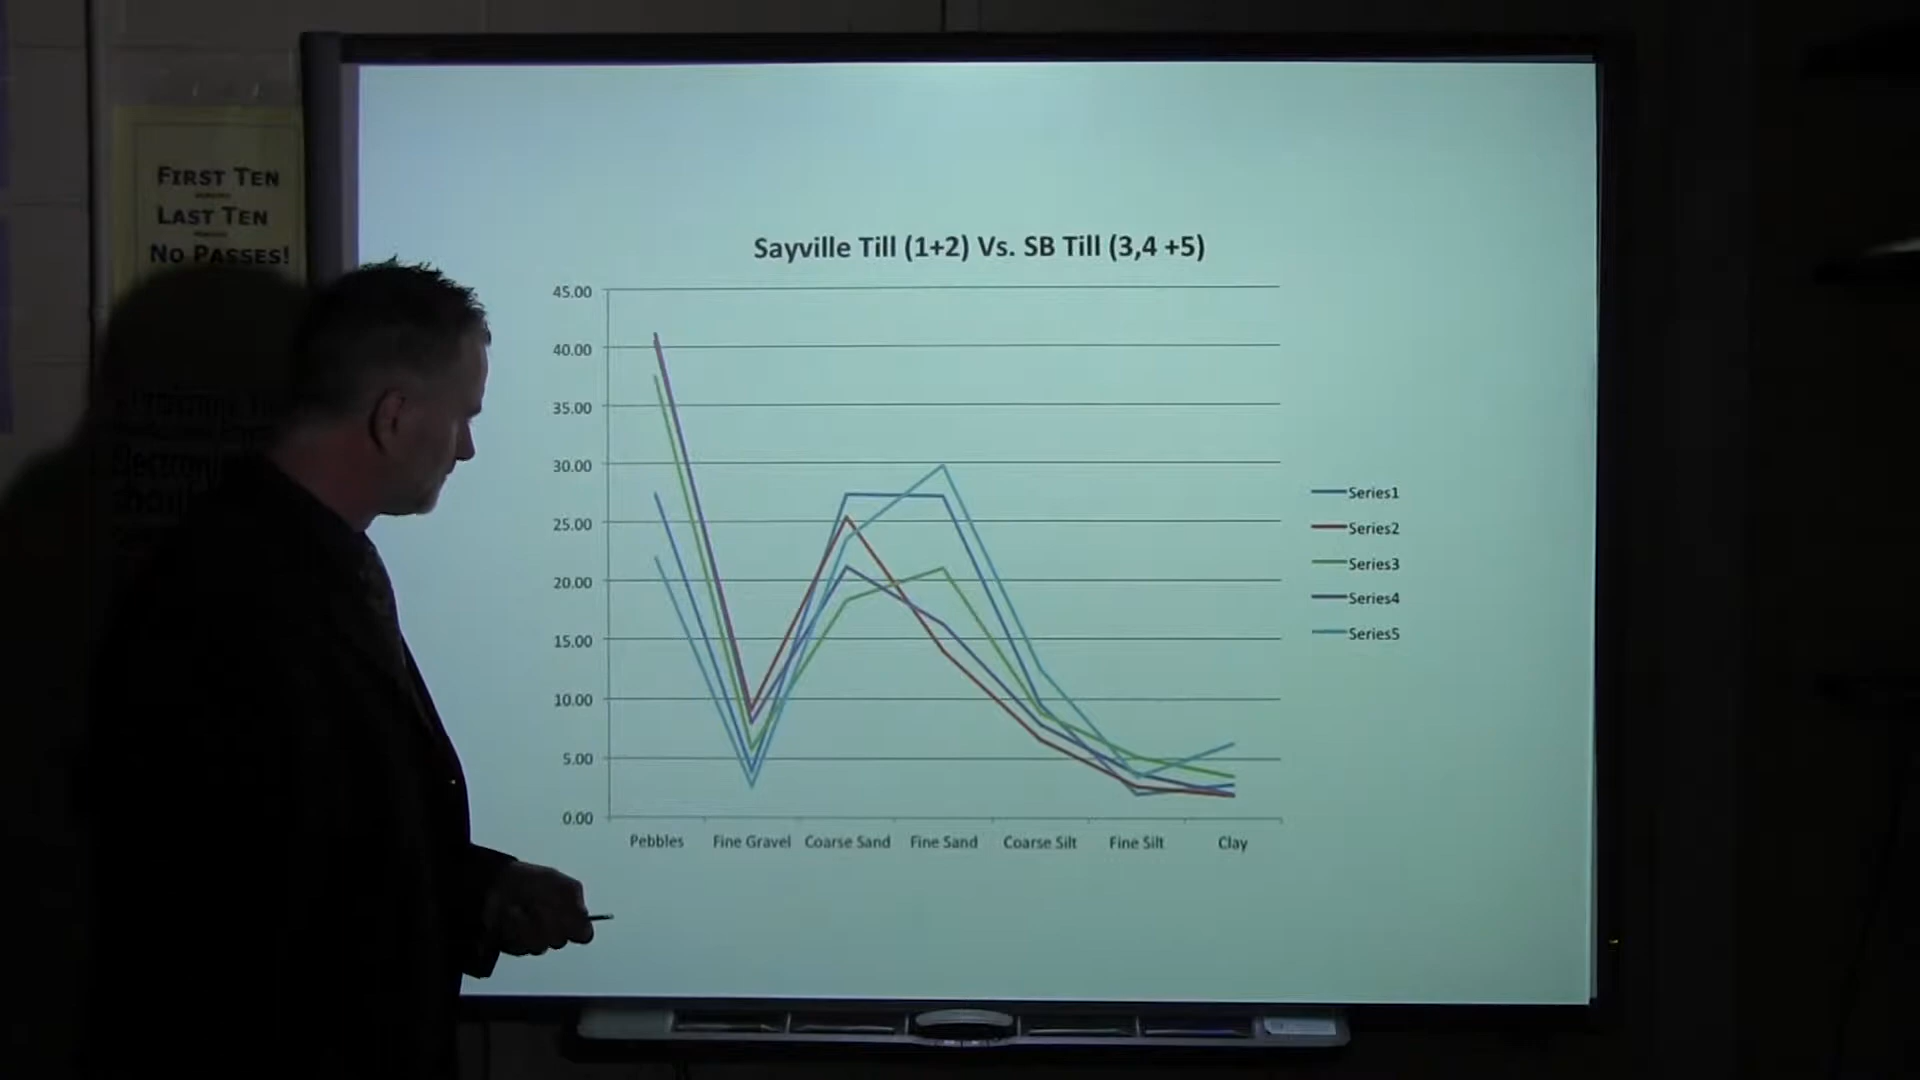 FIRST TEN
LAST TEN
NO PASSES!
Sayville Till (1+2) Vs. SB Till (3,4 +5)
45.00
40.00
35.00
30.00
25.00
20.00
15.00
10.00
5.00
0.00
Pebbles Fine Gravel Coarse Sand Fine Sand Coarse Silt Fine Silt Clay
Series1
Series2
Series3
Series4
Series5